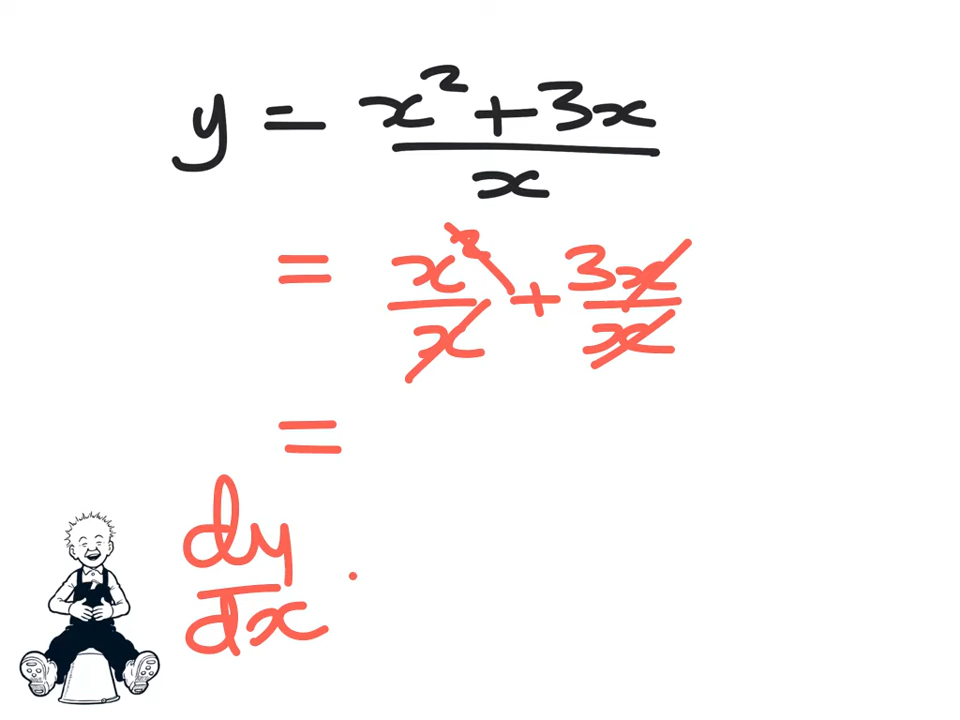 y = x² + 3x / x
= x² / x + 3x / x
=
dy / dx